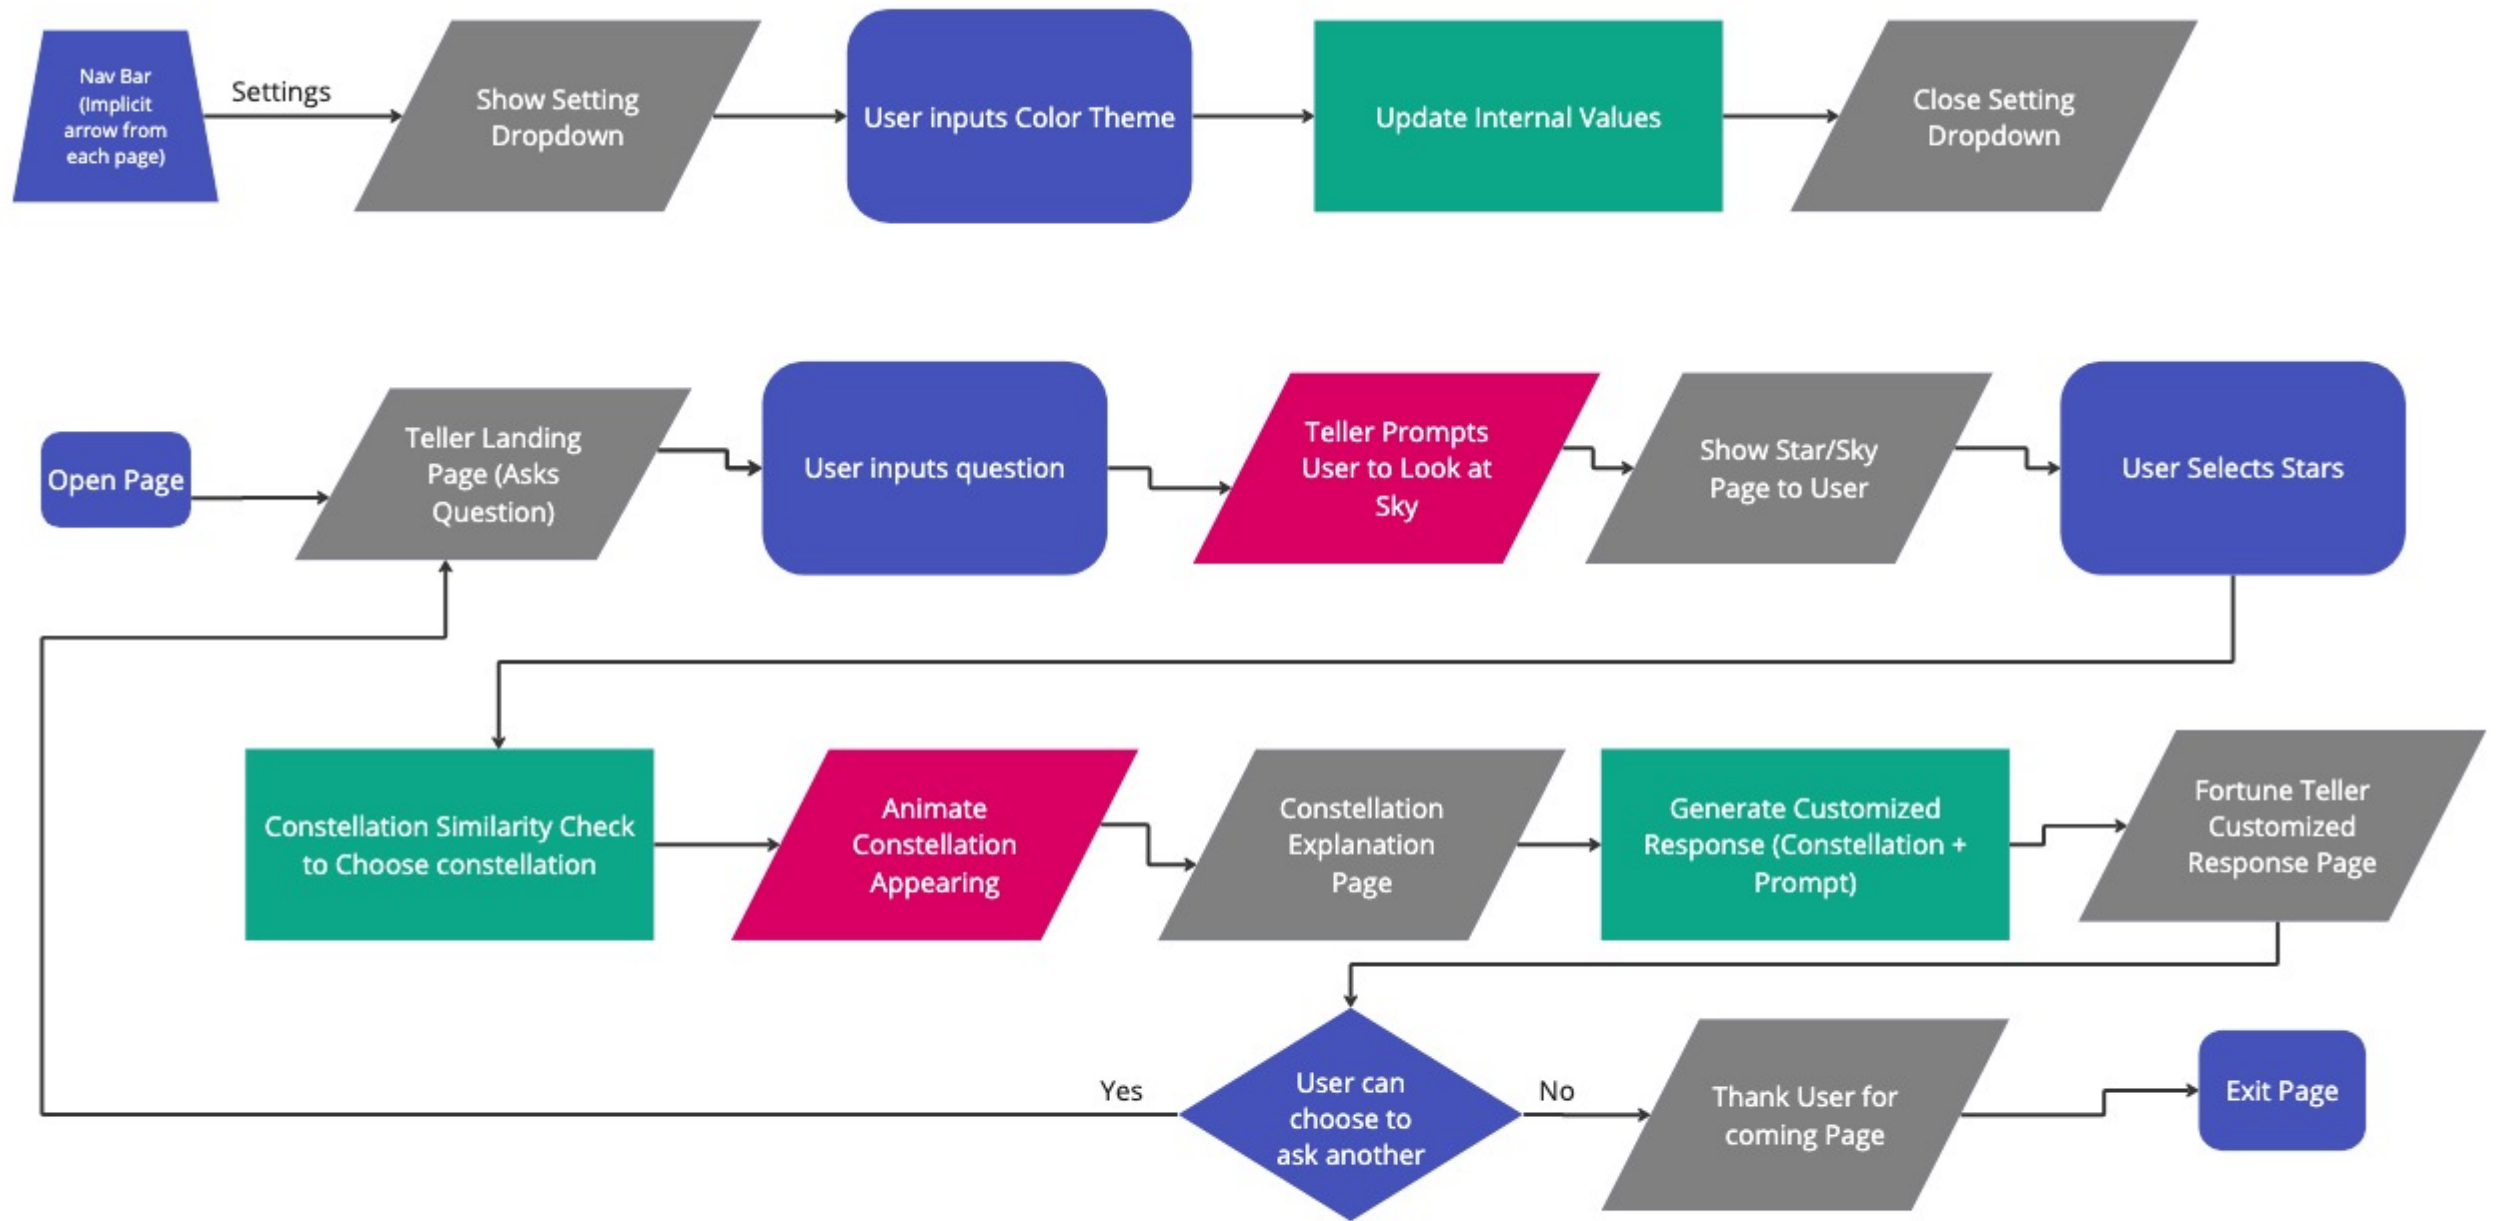 Nav Bar
(Implicit
arrow from
each page)
Settings
Show Setting
Dropdown
User inputs Color Theme
Update Internal Values
Close Setting
Dropdown
Open Page
Teller Landing
Page (Asks
Question)
User inputs question
Teller Prompts
User to Look at
Sky
Show Star/Sky
Page to User
User Selects Stars
Constellation Similarity Check
to Choose constellation
Animate
Constellation
Appearing
Constellation
Explanation
Page
Generate Customized
Response (Constellation +
Prompt)
Fortune Teller
Customized
Response Page
Yes
User can
choose to
ask another
No
Thank User for
coming Page
Exit Page